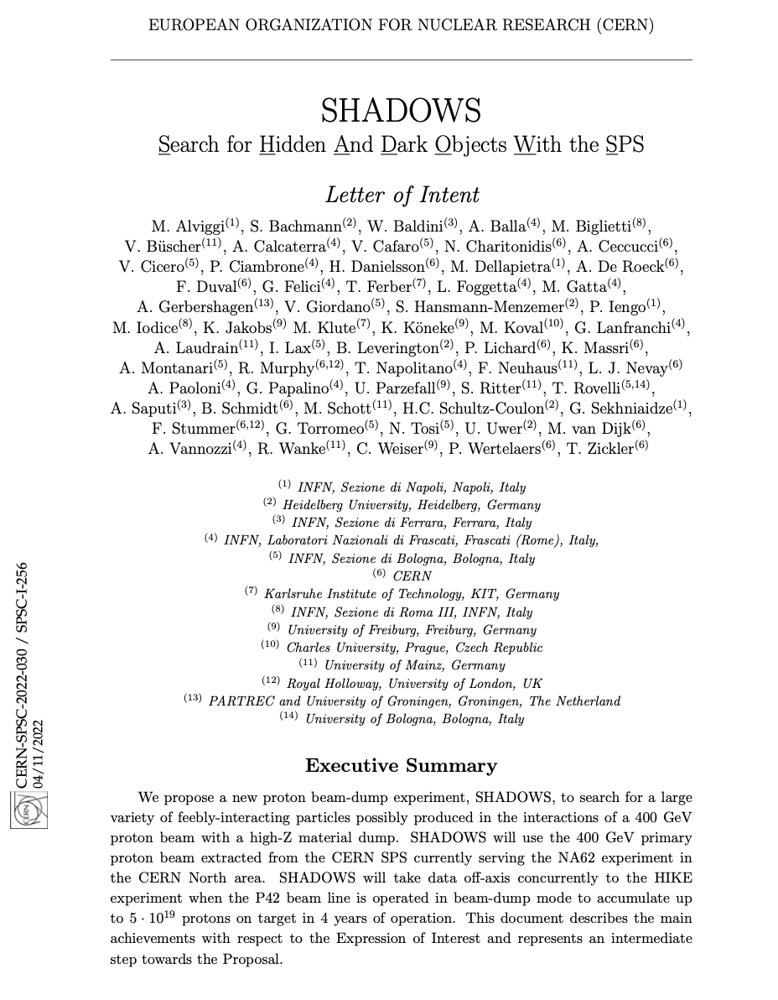 EUROPEAN ORGANIZATION FOR NUCLEAR RESEARCH (CERN)
SHADOWS
Search for Hidden And Dark Objects With the SPS
Letter of Intent
M. Alviggi(1), S. Bachmann(2), W. Baldini(3), A. Balla(4), M. Biglietti(8),
V. Büscher(11), A. Calcaterra(4), V. Cafaro(5), N. Charitonidis(6), A. Ceccucci(6),
V. Cicero(5), P. Ciambrone(4), H. Danielsson(6), M. Dellapietra(1), A. De Roeck(6),
F. Duval(6), G. Felici(4), T. Ferber(7), L. Foggetta(4), M. Gatta(4),
A. Gerbershagen(13), V. Giordano(5), S. Hansmann-Menzemer(2), P. Iengo(1),
M. Iodice(8), K. Jakobs(9) M. Klute(7), K. Köneke(9), M. Koval(10), G. Lanfranchi(4),
A. Laudrain(11), I. Lax(5), B. Leverington(2), P. Lichard(6), K. Massri(6),
A. Montanari(5), R. Murphy(6,12), T. Napolitano(4), F. Neuhaus(11), L. J. Nevay(6)
A. Paoloni(4), G. Papalino(4), U. Parzefall(9), S. Ritter(11), T. Rovelli(5,14),
A. Saputi(3), B. Schmidt(6), M. Schott(11), H.C. Schultz-Coulon(2), G. Sekhniaidze(1),
F. Stummer(6,12), G. Torromeo(5), N. Tosi(5), U. Uwer(2), M. van Dijk(6),
A. Vannozzi(4), R. Wanke(11), C. Weiser(9), P. Wertelaers(6), T. Zickler(6)
(1) INFN, Sezione di Napoli, Napoli, Italy
(2) Heidelberg University, Heidelberg, Germany
(3) INFN, Sezione di Ferrara, Ferrara, Italy
(4) INFN, Laboratori Nazionali di Frascati, Frascati (Rome), Italy,
(5) INFN, Sezione di Bologna, Bologna, Italy
(6) CERN
(7) Karlsruhe Institute of Technology, KIT, Germany
(8) INFN, Sezione di Roma III, INFN, Italy
(9) University of Freiburg, Freiburg, Germany
(10) Charles University, Prague, Czech Republic
(11) University of Mainz, Germany
(12) Royal Holloway, University of London, UK
(13) PARTREC and University of Groningen, Groningen, The Netherland
(14) University of Bologna, Bologna, Italy
Executive Summary
We propose a new proton beam-dump experiment, SHADOWS, to search for a large
variety of feebly-interacting particles possibly produced in the interactions of a 400 GeV
proton beam with a high-Z material dump. SHADOWS will use the 400 GeV primary
proton beam extracted from the CERN SPS currently serving the NA62 experiment in
the CERN North area. SHADOWS will take data off-axis concurrently to the HIKE
experiment when the P42 beam line is operated in beam-dump mode to accumulate up
to 5 · 10^19 protons on target in 4 years of operation. This document describes the main
achievements with respect to the Expression of Interest and represents an intermediate
step towards the Proposal.
CERN-SPSC-2022-030 / SPSC-I-256
04/11/2022
CERN